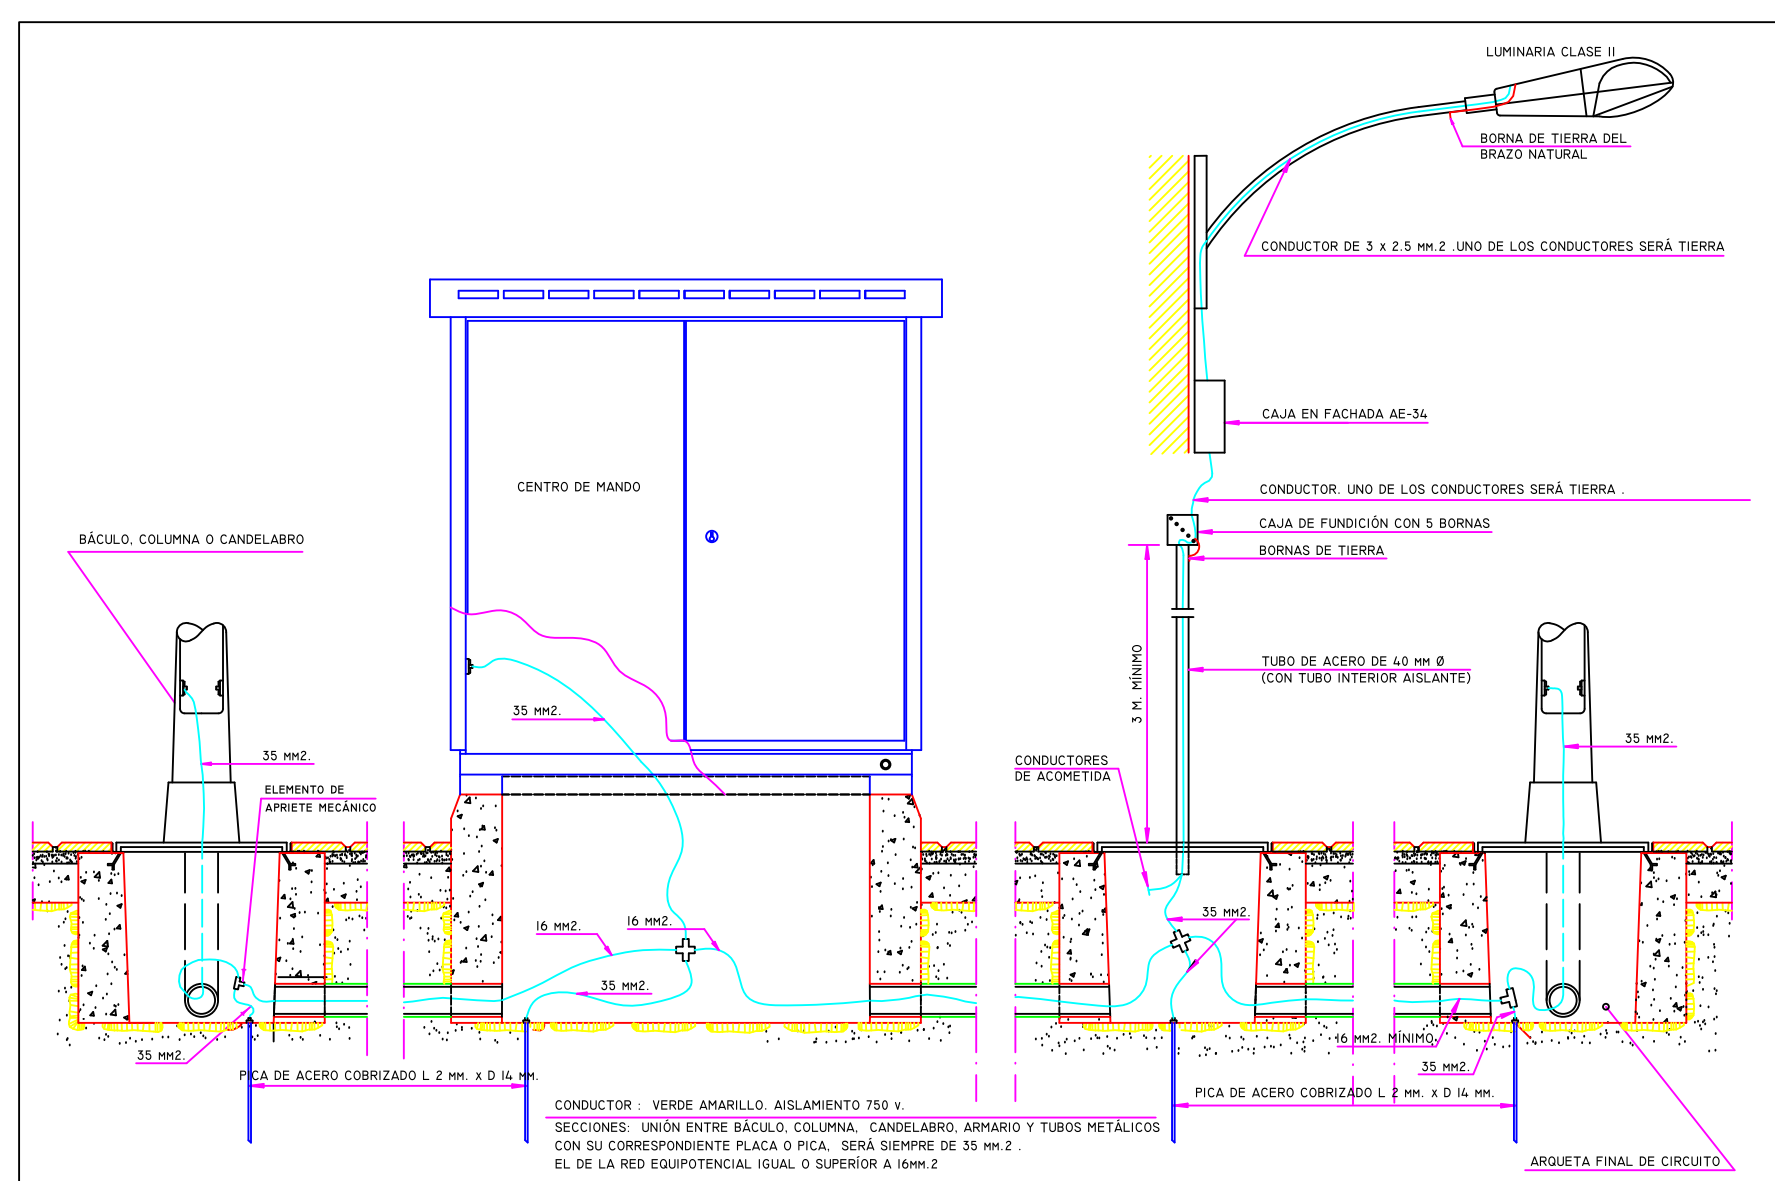 LUMINARIA CLASE II
BORNA DE TIERRA DEL
BRAZO NATURAL
CONDUCTOR DE 3 x 2.5 MM.2 .UNO DE LOS CONDUCTORES SERÁ TIERRA
CAJA EN FACHADA AE-34
CENTRO DE MANDO
CONDUCTOR. UNO DE LOS CONDUCTORES SERÁ TIERRA .
CAJA DE FUNDICIÓN CON 5 BORNAS
BORNAS DE TIERRA
BÁCULO, COLUMNA O CANDELABRO
3 M. MÍNIMO
TUBO DE ACERO DE 40 MM Ø
(CON TUBO INTERIOR AISLANTE)
35 MM2.
35 MM2.
35 MM2.
CONDUCTORES
DE ACOMETIDA
ELEMENTO DE
APRIETE MECÁNICO
16 MM2.
16 MM2.
35 MM2.
35 MM2.
35 MM2.
16 MM2. MÍNIMO
35 MM2.
PICA DE ACERO COBRIZADO L 2 MM. x D 14 MM.
PICA DE ACERO COBRIZADO L 2 MM. x D 14 MM.
CONDUCTOR : VERDE AMARILLO. AISLAMIENTO 750 v.
SECCIONES: UNIÓN ENTRE BÁCULO, COLUMNA, CANDELABRO, ARMARIO Y TUBOS METÁLICOS
CON SU CORRESPONDIENTE PLACA O PICA, SERÁ SIEMPRE DE 35 MM.2 .
EL DE LA RED EQUIPOTENCIAL IGUAL O SUPERÍOR A 16MM.2
ARQUETA FINAL DE CIRCUITO